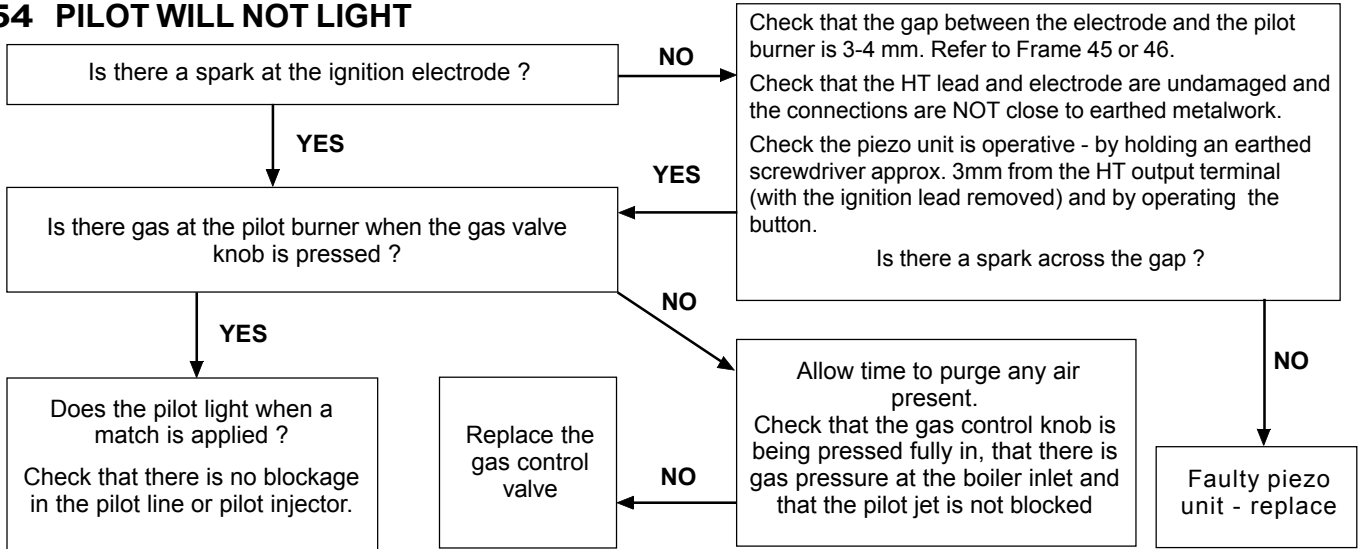 54 PILOT WILL NOT LIGHT
Is there a spark at the ignition electrode ?
NO
Check that the gap between the electrode and the pilot
burner is 3-4 mm. Refer to Frame 45 or 46.
Check that the HT lead and electrode are undamaged and
the connections are NOT close to earthed metalwork.
Check the piezo unit is operative - by holding an earthed
screwdriver approx. 3mm from the HT output terminal
(with the ignition lead removed) and by operating the
button.
Is there a spark across the gap ?
YES
YES
Is there gas at the pilot burner when the gas valve
knob is pressed ?
NO
YES
NO
Does the pilot light when a
match is applied ?
Check that there is no blockage
in the pilot line or pilot injector.
Replace the
gas control
valve
NO
Allow time to purge any air
present.
Check that the gas control knob is
being pressed fully in, that there is
gas pressure at the boiler inlet and
that the pilot jet is not blocked
Faulty piezo
unit - replace